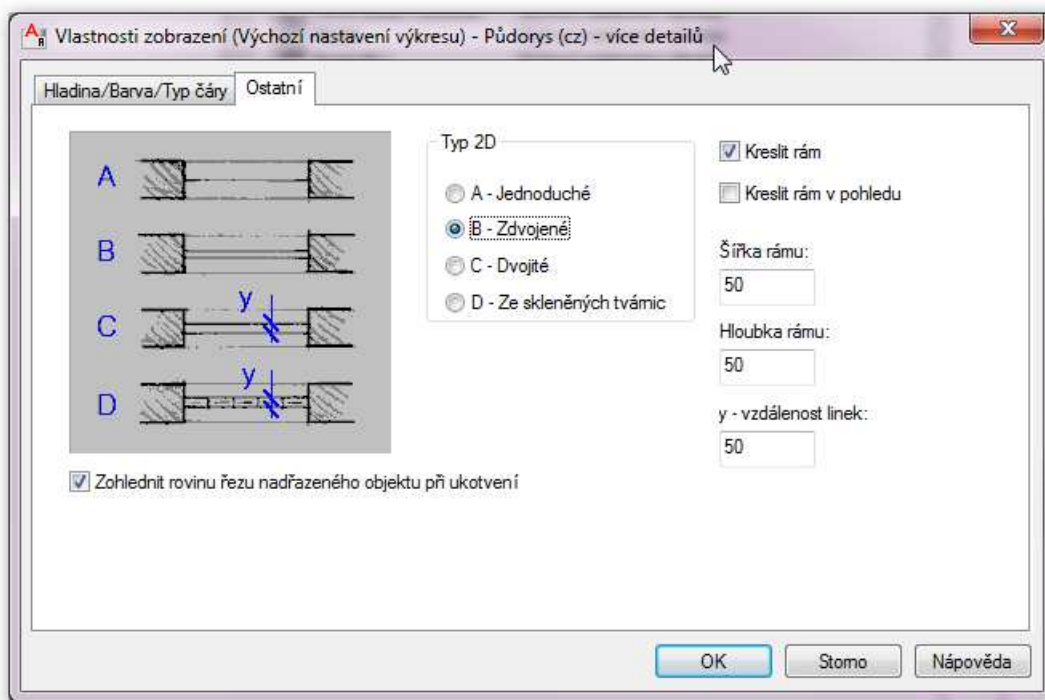 Vlastnosti zobrazení (Výchozí nastavení výkresu) - Půdorys (cz) - více detailů
Hladina/Barva/Typ čáry
Ostatní
A
B
y
C
y
D
Typ 2D
A - Jednoduché
B - Zdvojené
C - Dvojité
D - Ze skleněných tvárnic
Kreslit rám
Kreslit rám v pohledu
Šířka rámu:
50
Hloubka rámu:
50
y - vzdálenost linek:
50
Zohlednit rovinu řezu nadřazeného objektu při ukotvení
OK
Storno
Nápověda